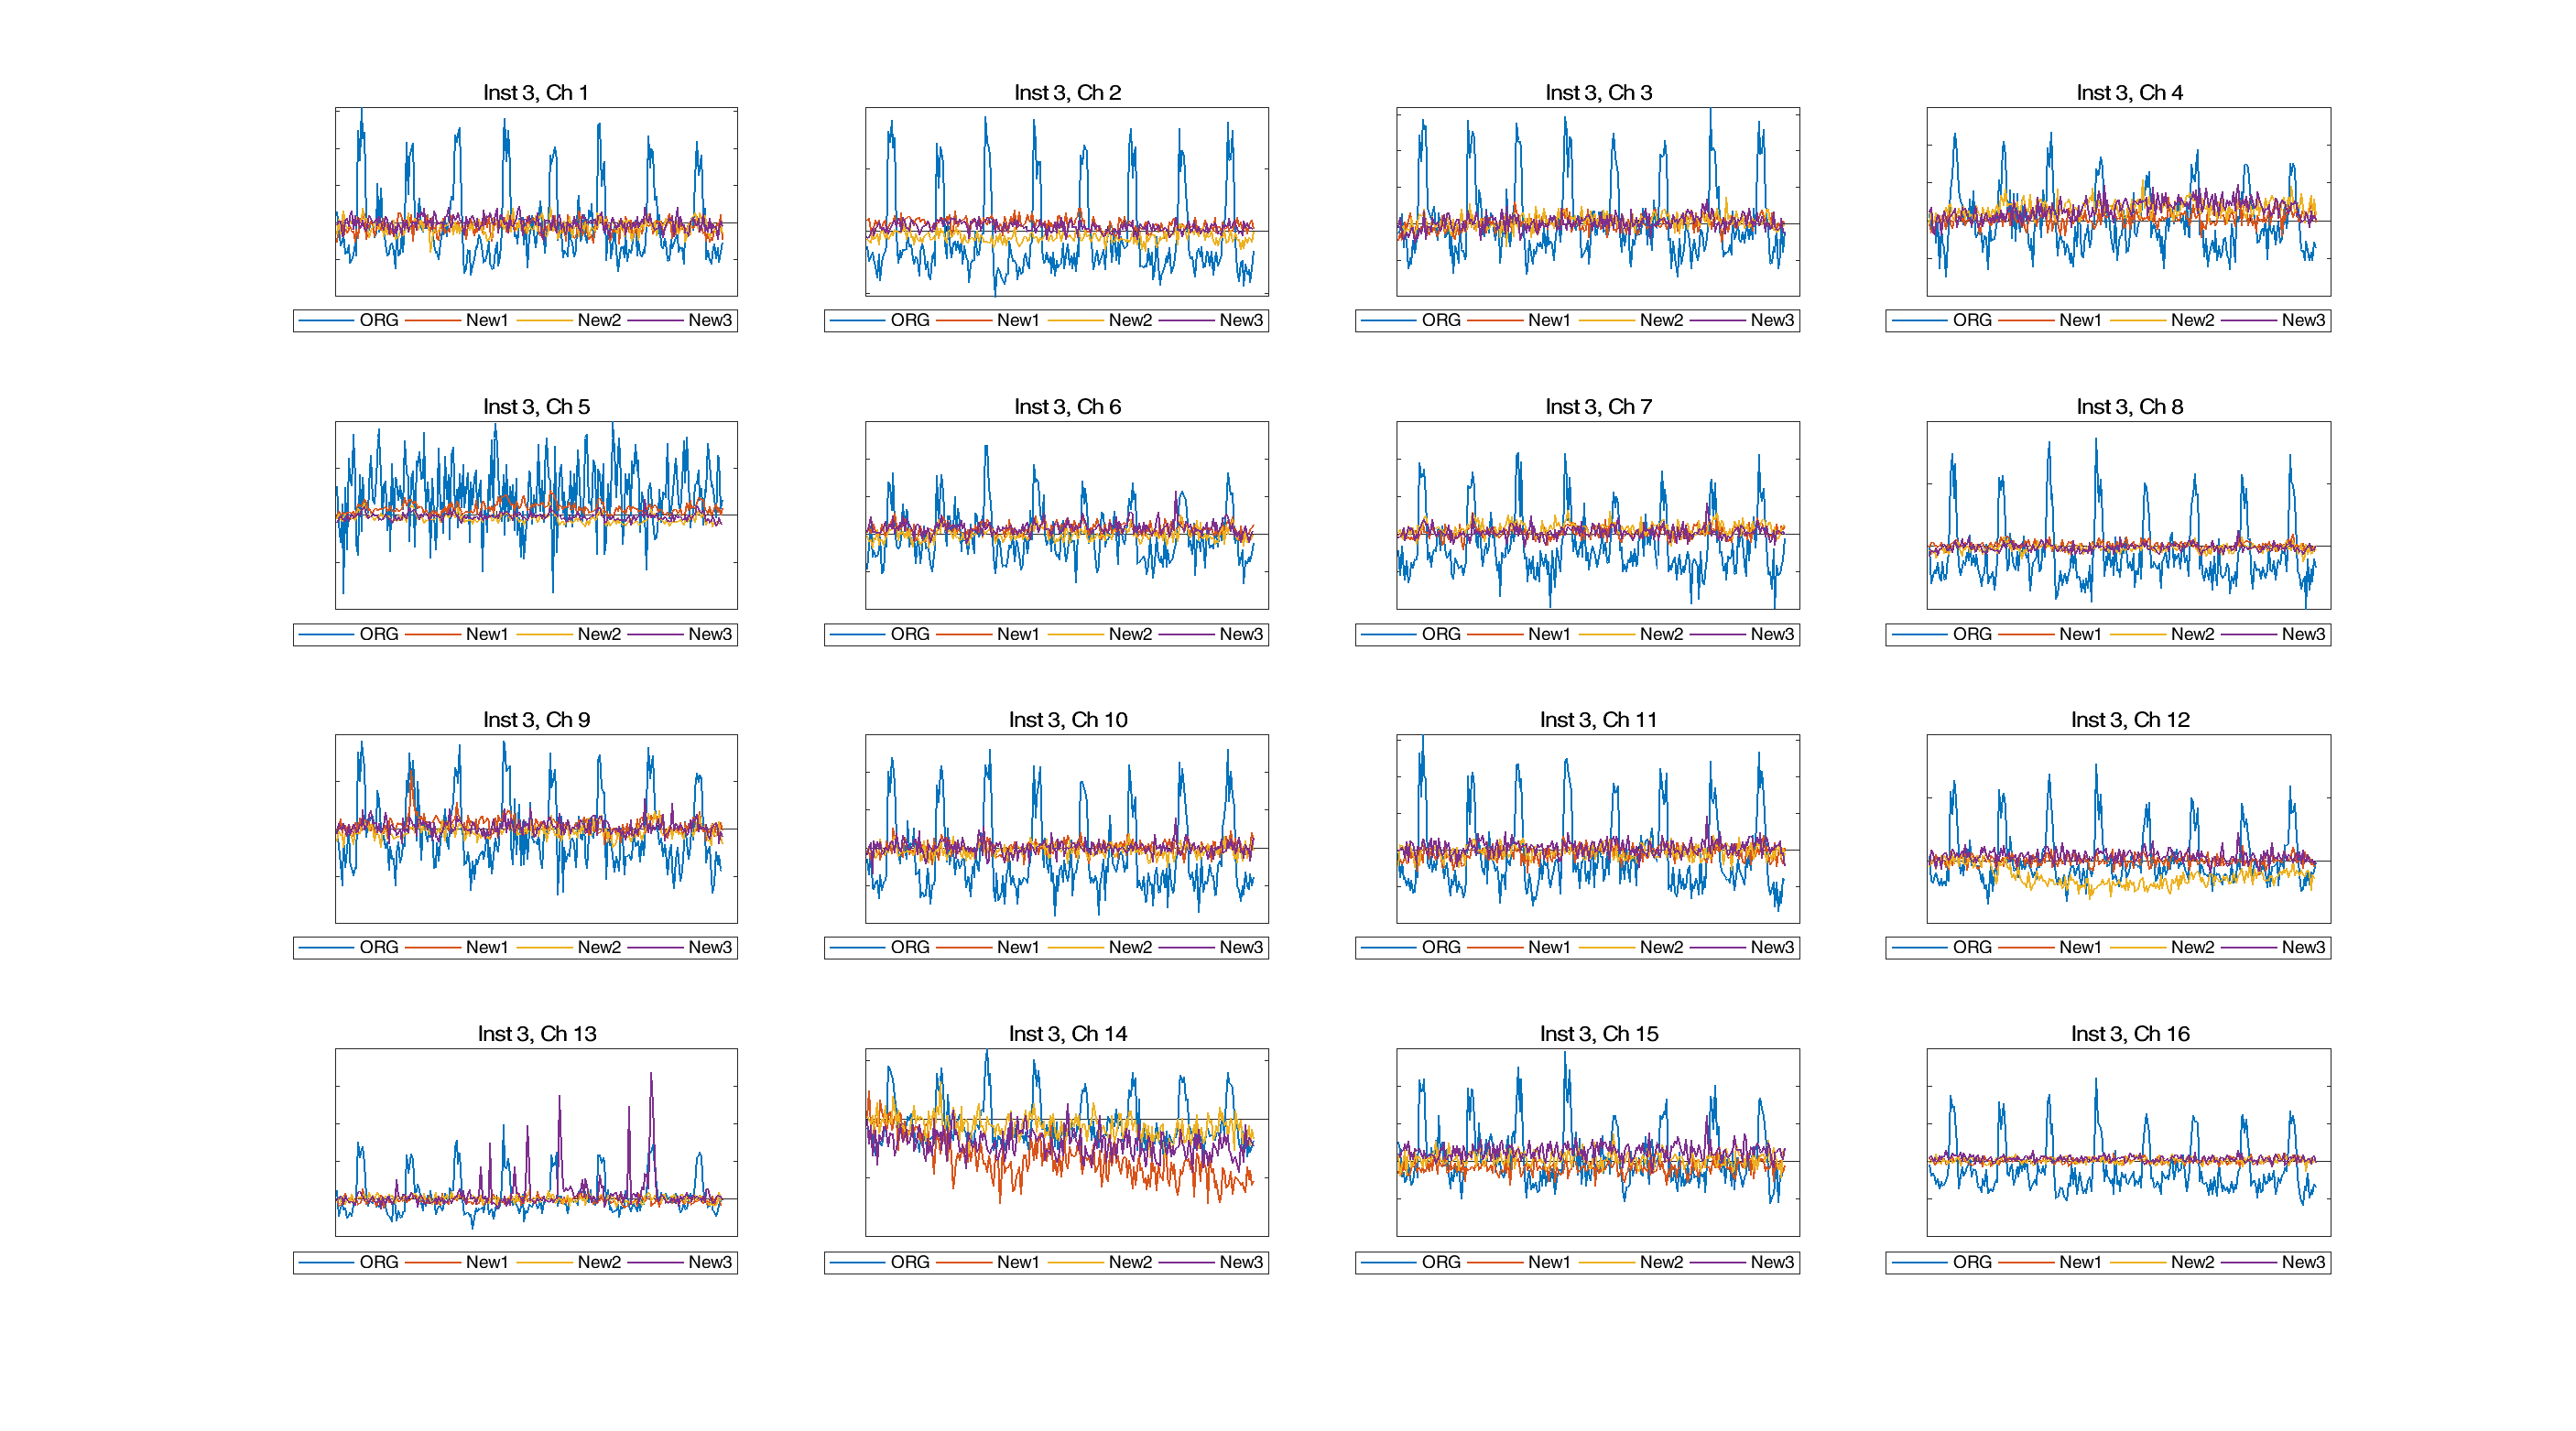 Inst 3, Ch 1
Inst 3, Ch 2
Inst 3, Ch 3
Inst 3, Ch 4
ORG New1 New2 New3
ORG New1 New2 New3
ORG New1 New2 New3
ORG New1 New2 New3
Inst 3, Ch 5
Inst 3, Ch 6
Inst 3, Ch 7
Inst 3, Ch 8
ORG New1 New2 New3
ORG New1 New2 New3
ORG New1 New2 New3
ORG New1 New2 New3
Inst 3, Ch 9
Inst 3, Ch 10
Inst 3, Ch 11
Inst 3, Ch 12
ORG New1 New2 New3
ORG New1 New2 New3
ORG New1 New2 New3
ORG New1 New2 New3
Inst 3, Ch 13
Inst 3, Ch 14
Inst 3, Ch 15
Inst 3, Ch 16
ORG New1 New2 New3
ORG New1 New2 New3
ORG New1 New2 New3
ORG New1 New2 New3